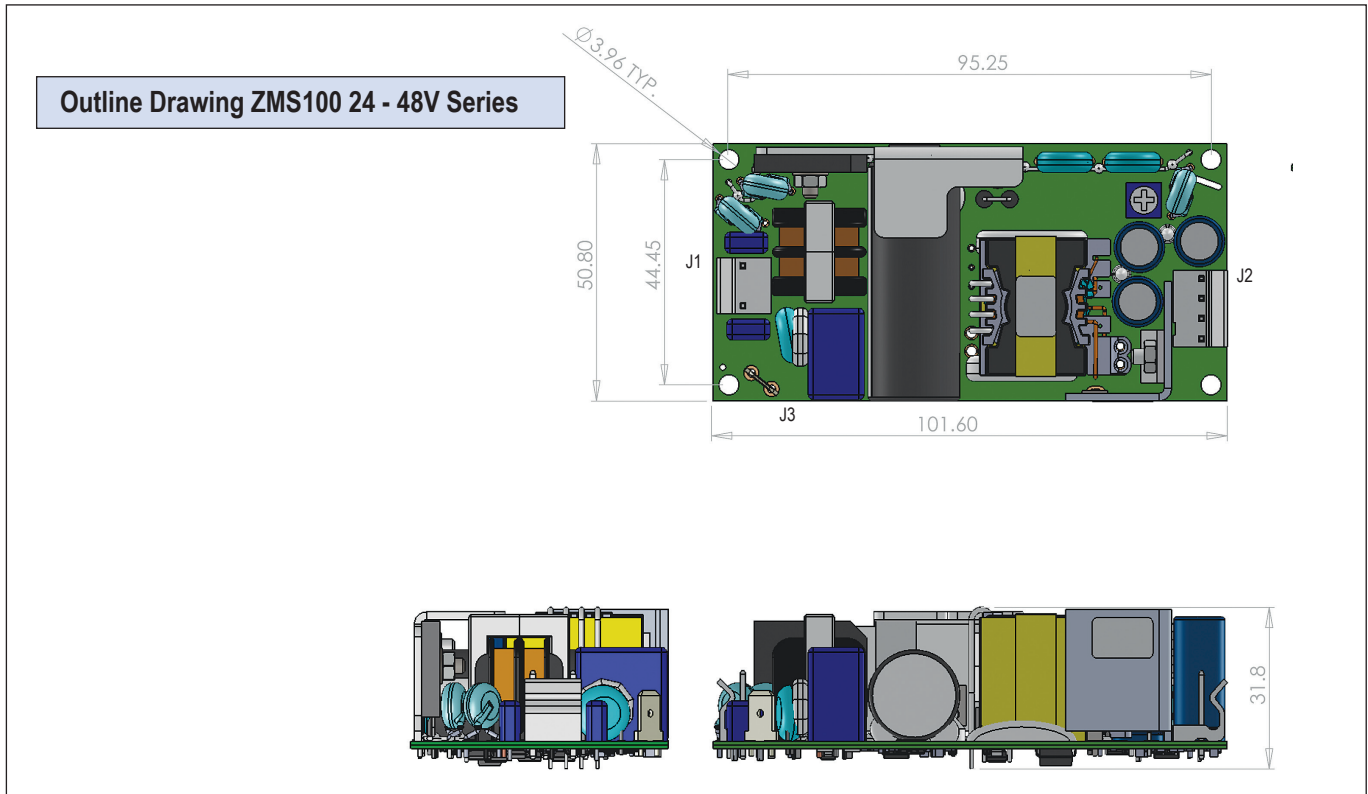 Outline Drawing ZMS100 24 - 48V Series
Ø3.96 TYP.
95.25
50.80
44.45
J1
J2
J3
101.60
31.8